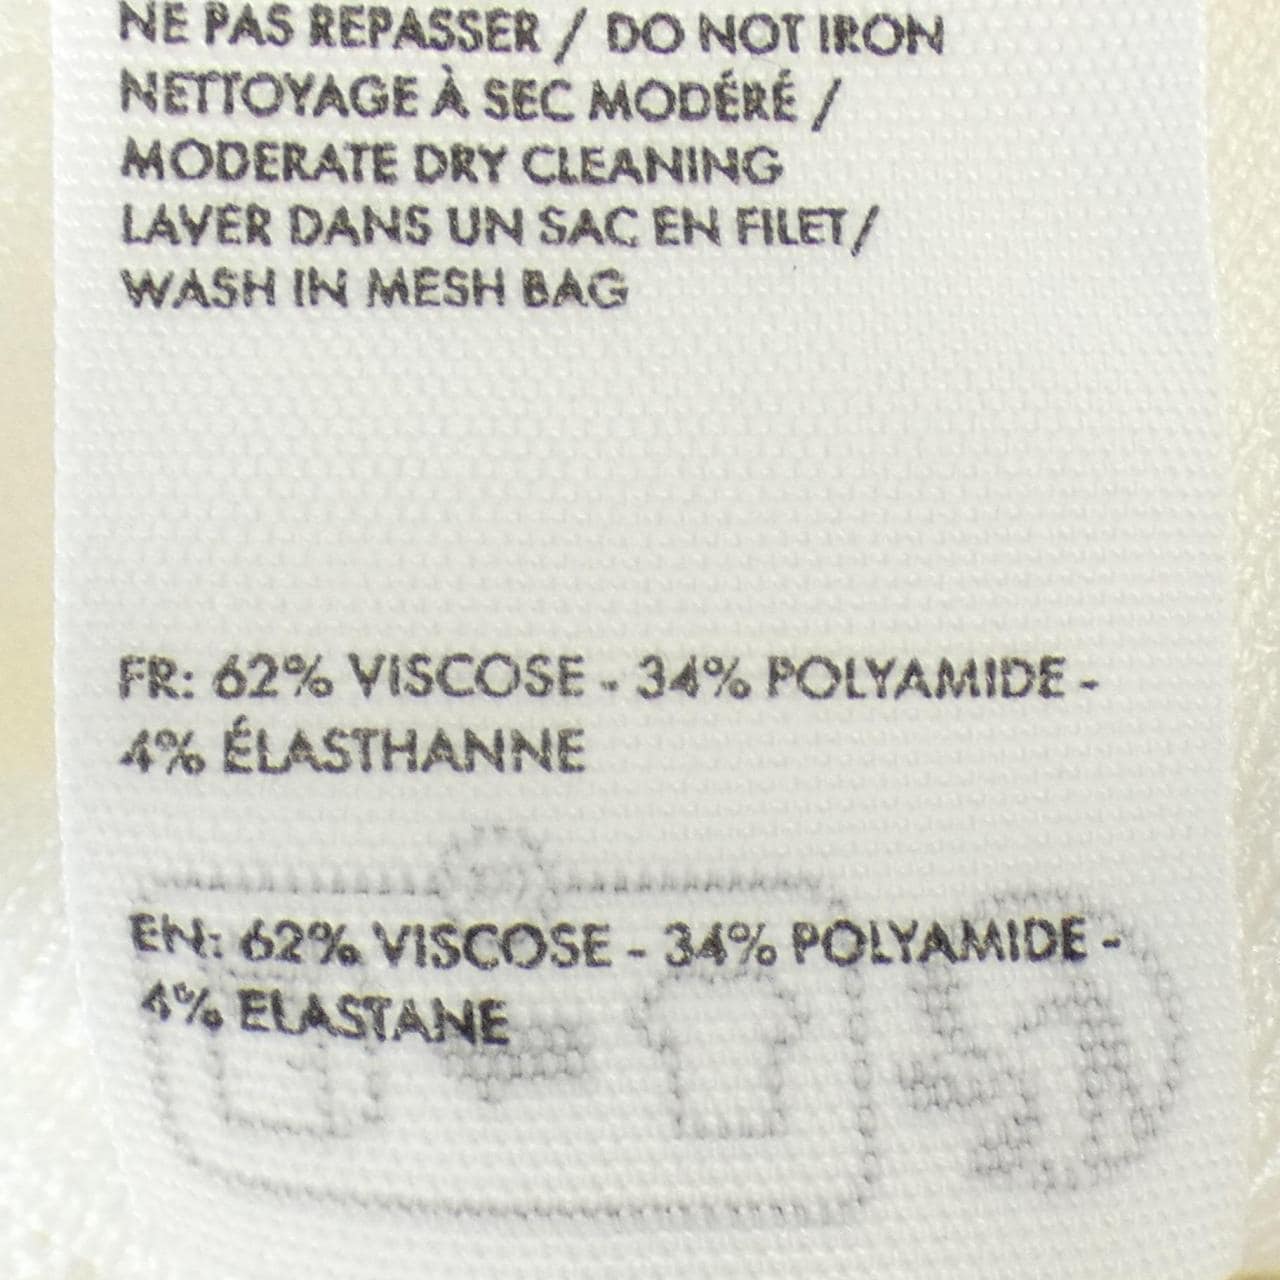 NE PAS REPASSER / DO NOT IRON
NETTOYAGE À SEC MODÉRÉ /
MODERATE DRY CLEANING
LAVER DANS UN SAC EN FILET/
WASH IN MESH BAG
FR: 62% VISCOSE - 34% POLYAMIDE -
4% ÉLASTHANNE
EN: 62% VISCOSE - 34% POLYAMIDE -
4% ELASTANE